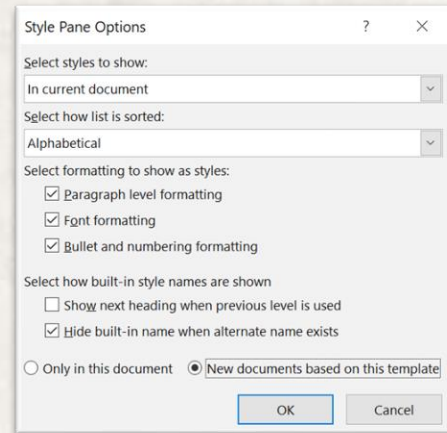 Style Pane Options ? ×
Select styles to show:
In current document
Select how list is sorted:
Alphabetical
Select formatting to show as styles:
Paragraph level formatting
Font formatting
Bullet and numbering formatting
Select how built-in style names are shown
Show next heading when previous level is used
Hide built-in name when alternate name exists
Only in this document New documents based on this template
OK Cancel